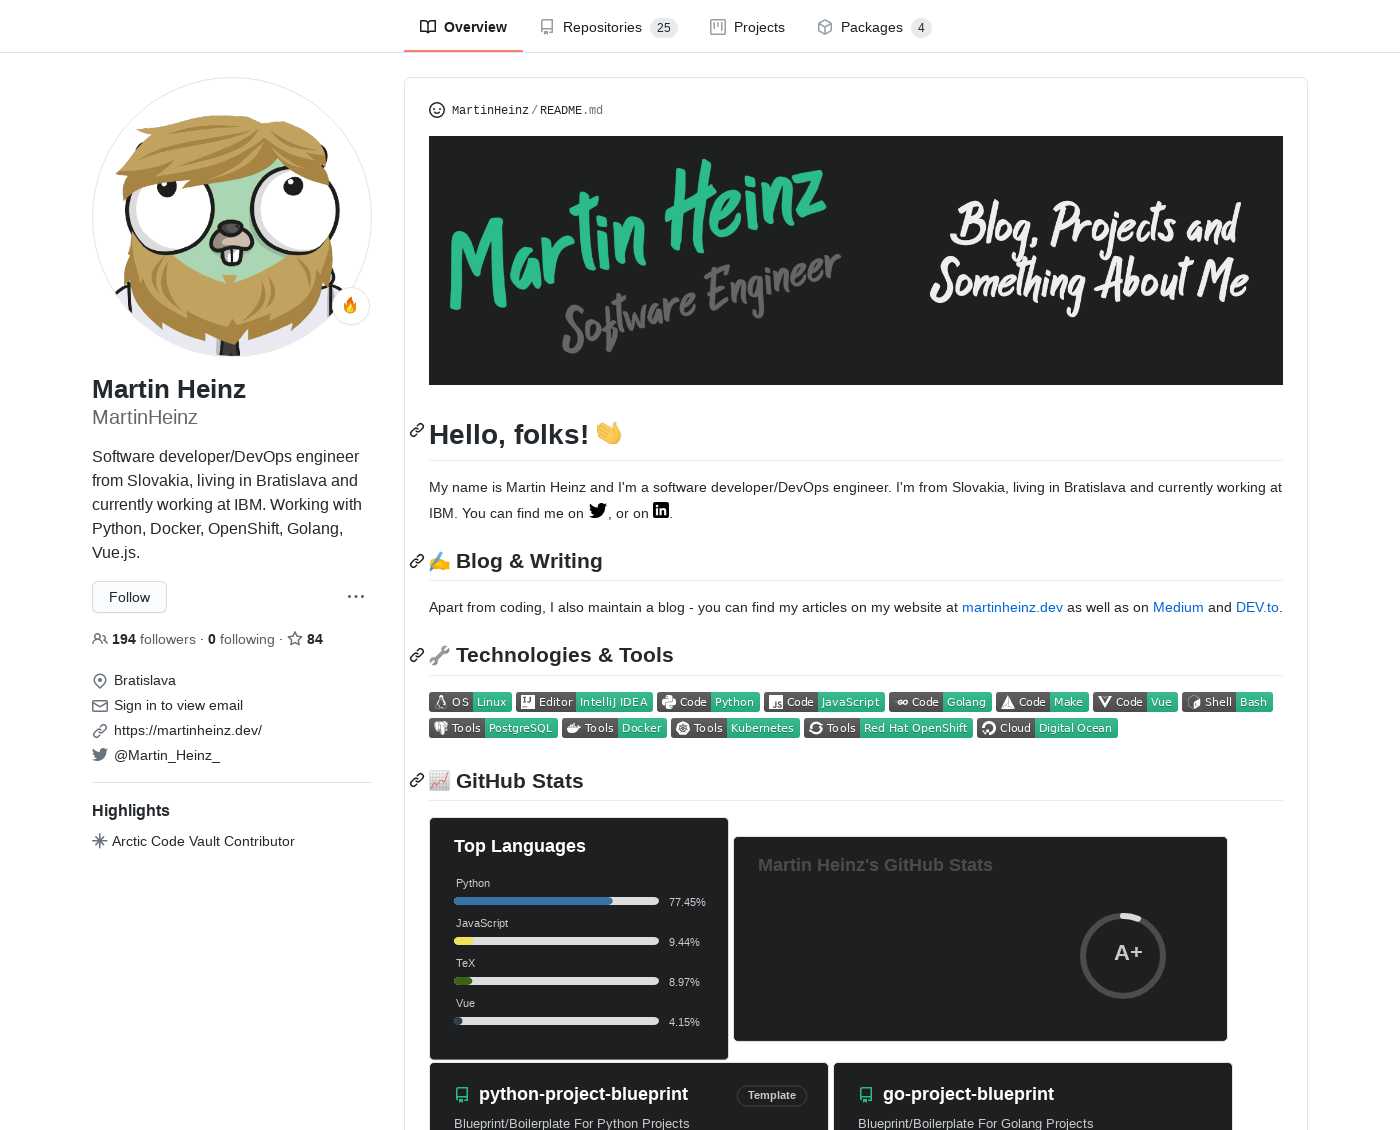 Overview Repositories 25 Projects Packages 4
MartinHeinz/README.md
Martin Heinz
Software Engineer
Blog, Projects and
Something About Me
Martin Heinz
MartinHeinz
Software developer/DevOps engineer
from Slovakia, living in Bratislava and
currently working at IBM. Working with
Python, Docker, OpenShift, Golang,
Vue.js.
Follow
194 followers · 0 following · 84
Bratislava
Sign in to view email
https://martinheinz.dev/
@Martin_Heinz_
Highlights
Arctic Code Vault Contributor
Hello, folks! 👋
My name is Martin Heinz and I'm a software developer/DevOps engineer. I'm from Slovakia, living in Bratislava and currently working at
IBM. You can find me on , or on in.
✍️ Blog & Writing
Apart from coding, I also maintain a blog - you can find my articles on my website at martinheinz.dev as well as on Medium and DEV.to.
🔧 Technologies & Tools
OS Linux IJ Editor IntelliJ IDEA Code Python JS Code JavaScript GO Code Golang Code Make Code Vue Shell Bash
Tools PostgreSQL Tools Docker Tools Kubernetes Tools Red Hat OpenShift Cloud Digital Ocean
📈 GitHub Stats
Top Languages
Python
77.45%
JavaScript
9.44%
TeX
8.97%
Vue
4.15%
Martin Heinz's GitHub Stats
A+
python-project-blueprint Template
Blueprint/Boilerplate For Python Projects
go-project-blueprint
Blueprint/Boilerplate For Golang Projects